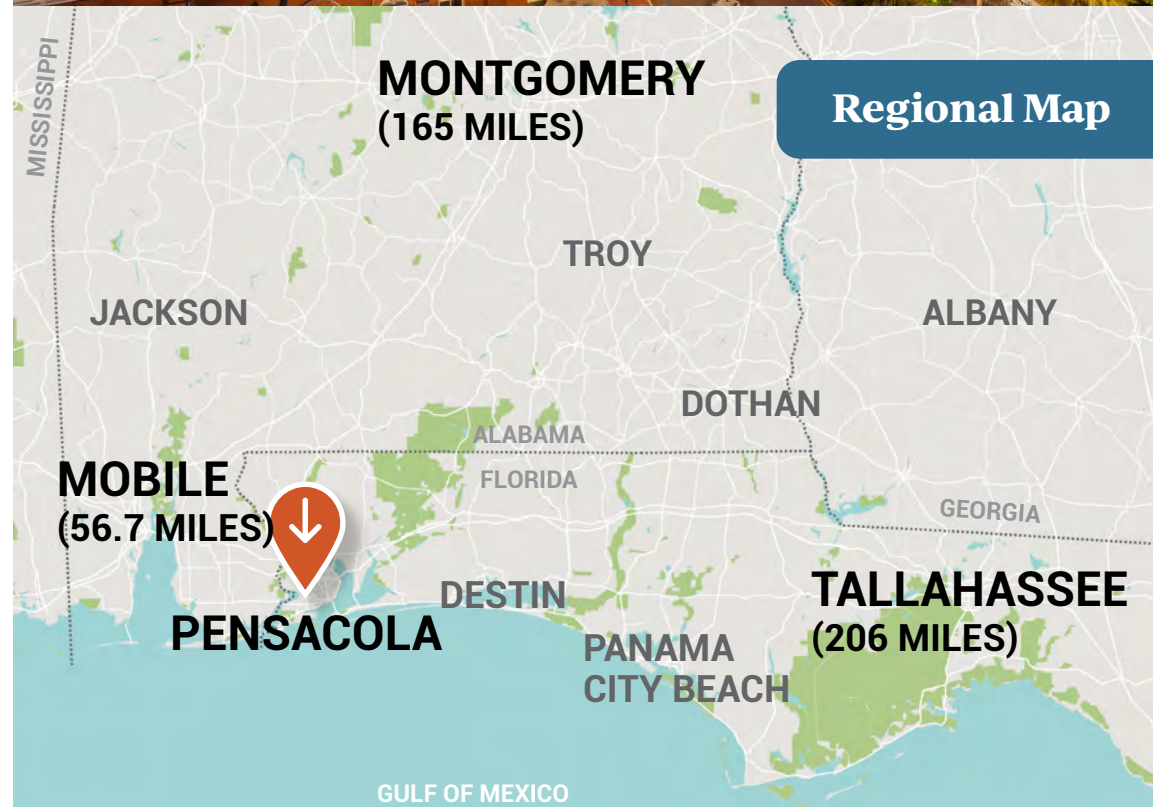 MISSISSIPPI
MONTGOMERY
(165 MILES)
Regional Map
TROY
JACKSON
ALBANY
DOTHAN
ALABAMA
FLORIDA
MOBILE
(56.7 MILES)
GEORGIA
DESTIN
TALLAHASSEE
(206 MILES)
PENSACOLA
PANAMA
CITY BEACH
GULF OF MEXICO